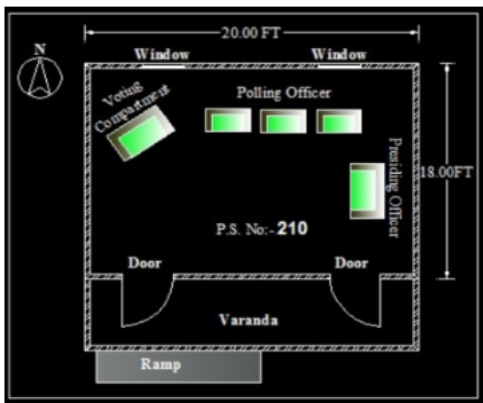 20.00 FT
N
Window
Window
Voting
Compartment
Polling Officer
Presiding Officer
18.00FT
P.S. No:- 210
Door
Door
Varanda
Ramp